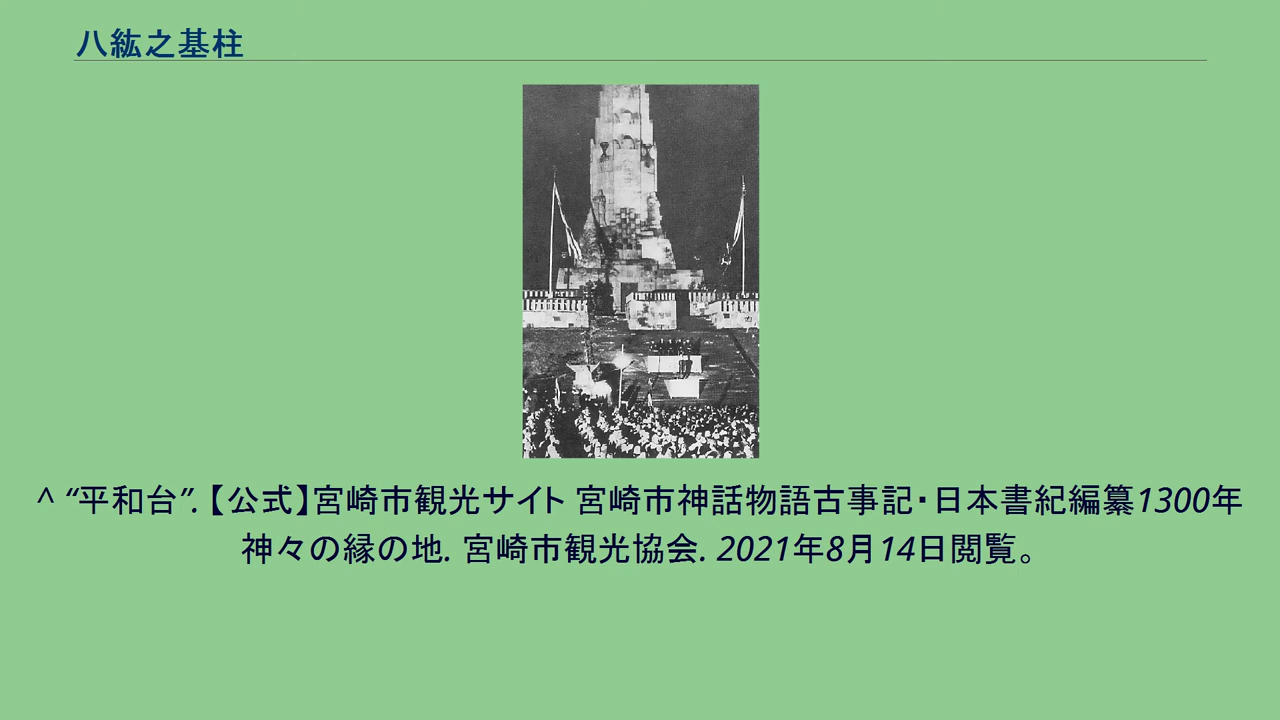 八紘之基柱
^ “平和台”. 【公式】宮崎市観光サイト 宮崎市神話物語古事記・日本書紀編纂1300年
神々の縁の地. 宮崎市観光協会. 2021年8月14日閲覧。